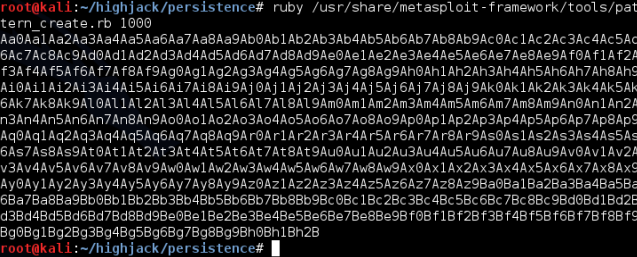 root@kali:~/highjack/persistence# ruby /usr/share/metasploit-framework/tools/pat
tern_create.rb 1000
Aa0Aa1Aa2Aa3Aa4Aa5Aa6Aa7Aa8Aa9Ab0Ab1Ab2Ab3Ab4Ab5Ab6Ab7Ab8Ab9Ac0Ac1Ac2Ac3Ac4Ac5Ac
6Ac7Ac8Ac9Ad0Ad1Ad2Ad3Ad4Ad5Ad6Ad7Ad8Ad9Ae0Ae1Ae2Ae3Ae4Ae5Ae6Ae7Ae8Ae9Af0Af1Af2A
f3Af4Af5Af6Af7Af8Af9Ag0Ag1Ag2Ag3Ag4Ag5Ag6Ag7Ag8Ag9Ah0Ah1Ah2Ah3Ah4Ah5Ah6Ah7Ah8Ah9
Ai0Ai1Ai2Ai3Ai4Ai5Ai6Ai7Ai8Ai9Aj0Aj1Aj2Aj3Aj4Aj5Aj6Aj7Aj8Aj9Ak0Ak1Ak2Ak3Ak4Ak5Ak
6Ak7Ak8Ak9Al0Al1Al2Al3Al4Al5Al6Al7Al8Al9Am0Am1Am2Am3Am4Am5Am6Am7Am8Am9An0An1An2A
n3An4An5An6An7An8An9Ao0Ao1Ao2Ao3Ao4Ao5Ao6Ao7Ao8Ao9Ap0Ap1Ap2Ap3Ap4Ap5Ap6Ap7Ap8Ap9
Aq0Aq1Aq2Aq3Aq4Aq5Aq6Aq7Aq8Aq9Ar0Ar1Ar2Ar3Ar4Ar5Ar6Ar7Ar8Ar9As0As1As2As3As4As5As
6As7As8As9At0At1At2At3At4At5At6At7At8At9Au0Au1Au2Au3Au4Au5Au6Au7Au8Au9Av0Av1Av2A
v3Av4Av5Av6Av7Av8Av9Aw0Aw1Aw2Aw3Aw4Aw5Aw6Aw7Aw8Aw9Ax0Ax1Ax2Ax3Ax4Ax5Ax6Ax7Ax8Ax9
Ay0Ay1Ay2Ay3Ay4Ay5Ay6Ay7Ay8Ay9Az0Az1Az2Az3Az4Az5Az6Az7Az8Az9Ba0Ba1Ba2Ba3Ba4Ba5Ba
6Ba7Ba8Ba9Bb0Bb1Bb2Bb3Bb4Bb5Bb6Bb7Bb8Bb9Bc0Bc1Bc2Bc3Bc4Bc5Bc6Bc7Bc8Bc9Bd0Bd1Bd2B
d3Bd4Bd5Bd6Bd7Bd8Bd9Be0Be1Be2Be3Be4Be5Be6Be7Be8Be9Bf0Bf1Bf2Bf3Bf4Bf5Bf6Bf7Bf8Bf9
Bg0Bg1Bg2Bg3Bg4Bg5Bg6Bg7Bg8Bg9Bh0Bh1Bh2B
root@kali:~/highjack/persistence#